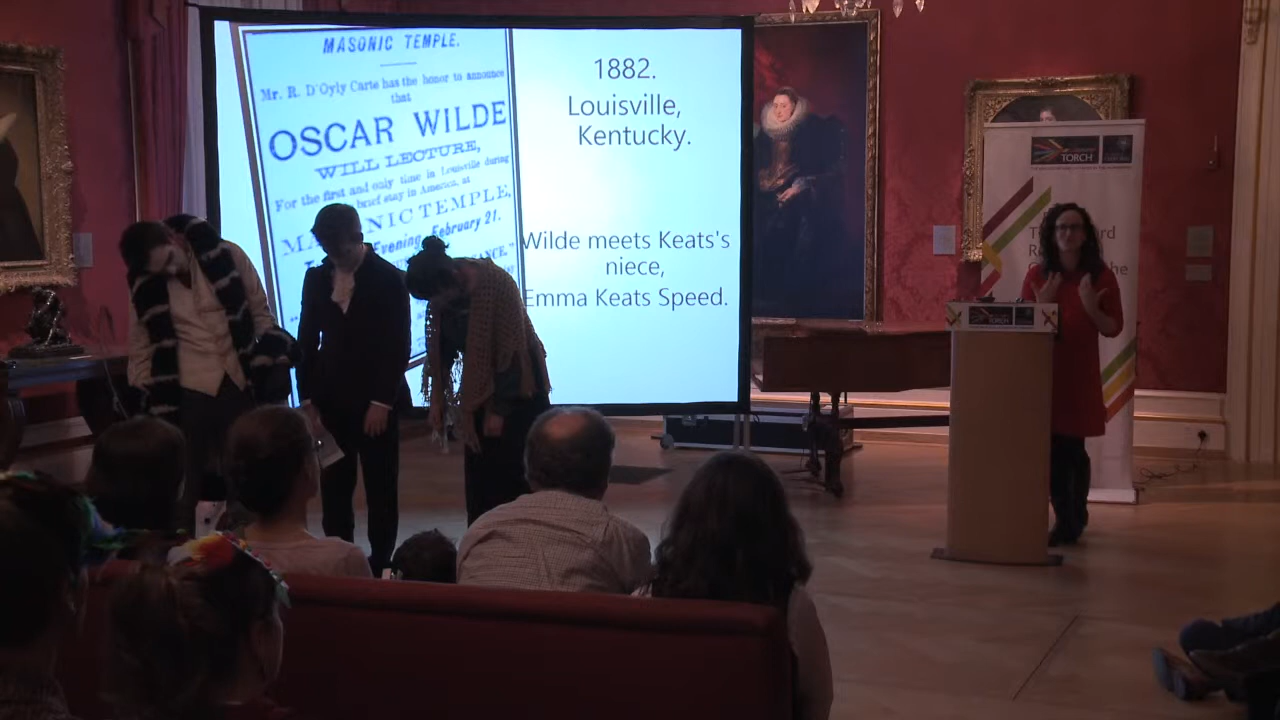 MASONIC TEMPLE.
Mr. R. D'Oyly Carte has the honor to announce
that
OSCAR WILDE
WILL LECTURE,
For the first and only time in Louisville during
brief stay in America, at
MASONIC TEMPLE,
Evening, February 21.
1882.
Louisville,
Kentucky.
Wilde meets Keats's
niece,
Emma Keats Speed.
TORCH
TORCH